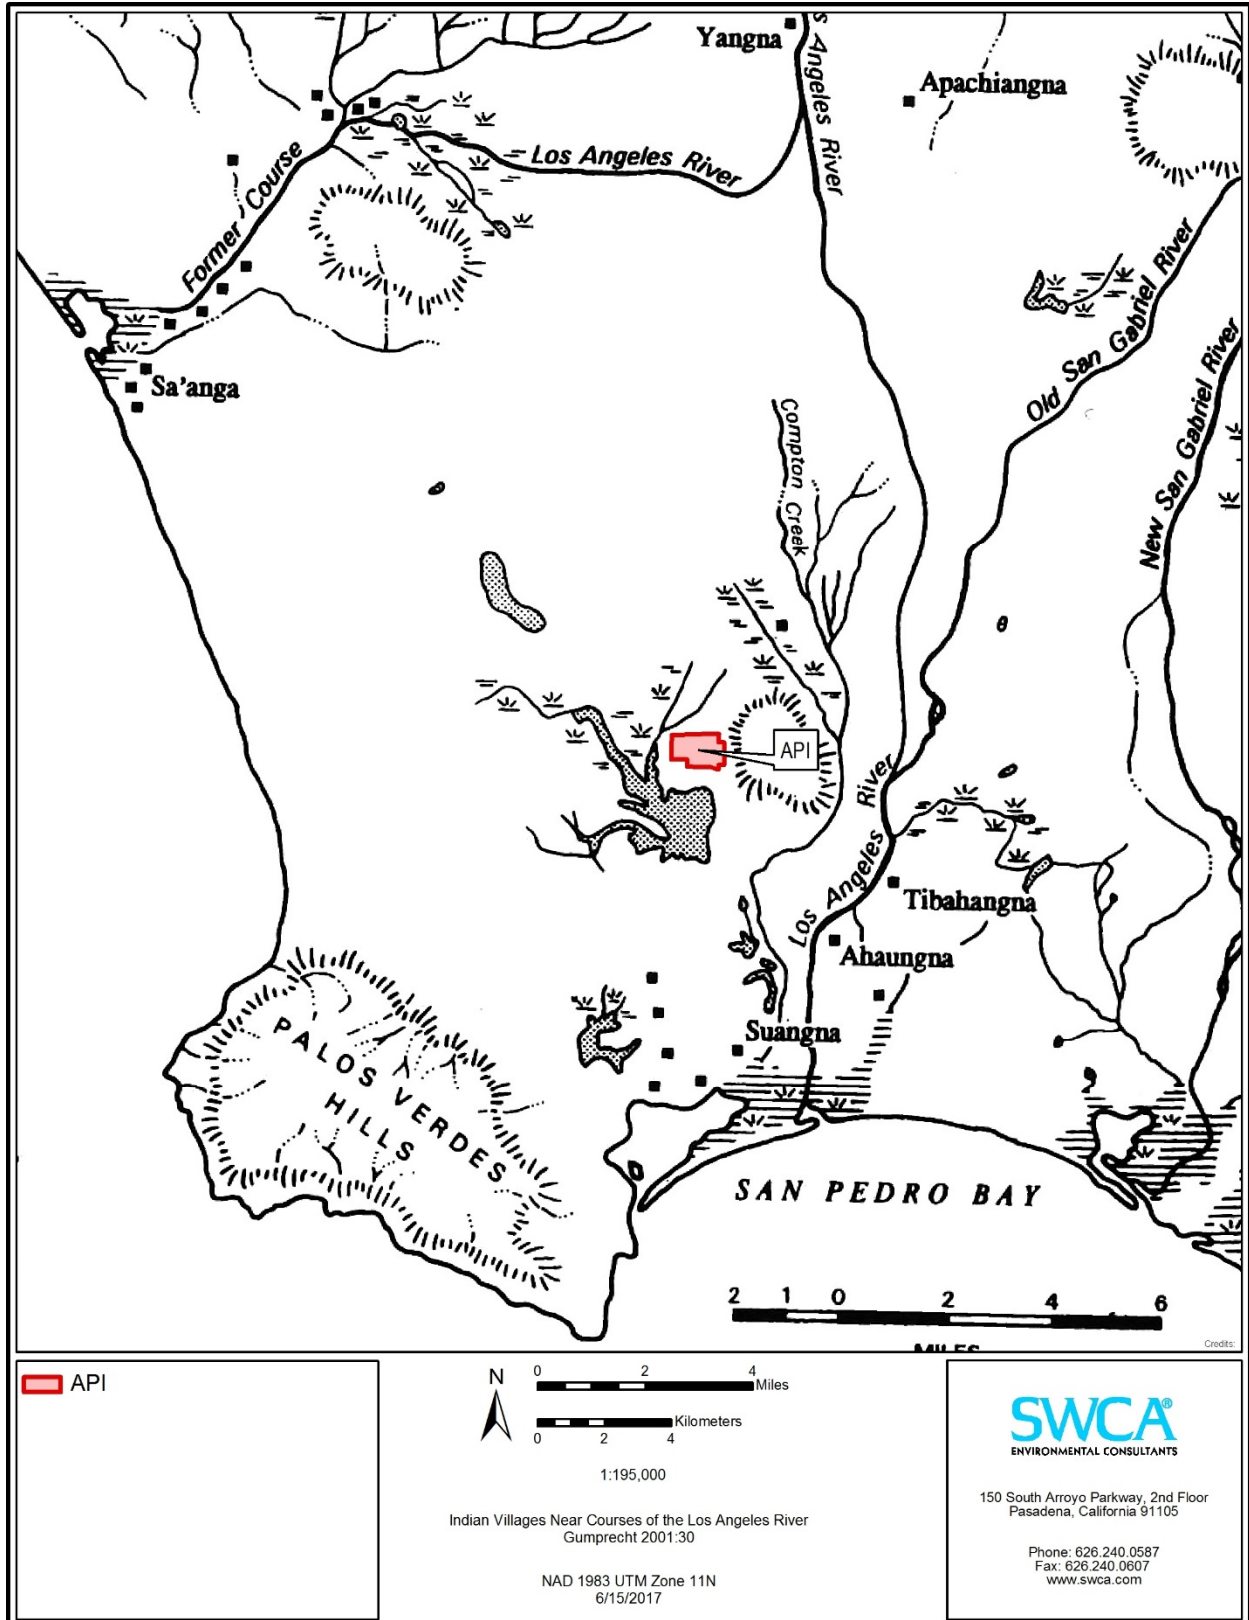 Yangna
s Angeles River
Apachiangna
Los Angeles River
Former Course
Old San Gabriel River
New San Gabriel River
Sa'anga
Compton Creek
API
Los Angeles River
Tibahangna
Ahaungna
Suangna
PALOS VERDES
HILLS
SAN PEDRO BAY
2 1 0 2 4 6
MILES
Credits:
API
N
0 2 4
Miles
Kilometers
0 2 4
1:195,000
Indian Villages Near Courses of the Los Angeles River
Gumprecht 2001:30
NAD 1983 UTM Zone 11N
6/15/2017
SWCA®
ENVIRONMENTAL CONSULTANTS
150 South Arroyo Parkway, 2nd Floor
Pasadena, California 91105
Phone: 626.240.0587
Fax: 626.240.0607
www.swca.com